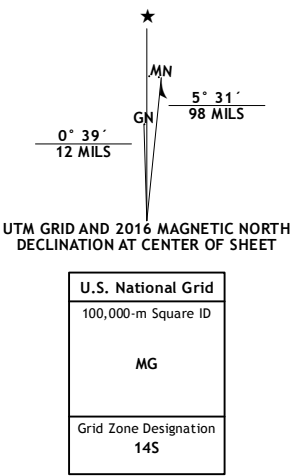 ★
MN
GN
5° 31´
98 MILS
0° 39´
12 MILS
UTM GRID AND 2016 MAGNETIC NORTH
DECLINATION AT CENTER OF SHEET
U.S. National Grid
100,000-m Square ID
MG
Grid Zone Designation
14S